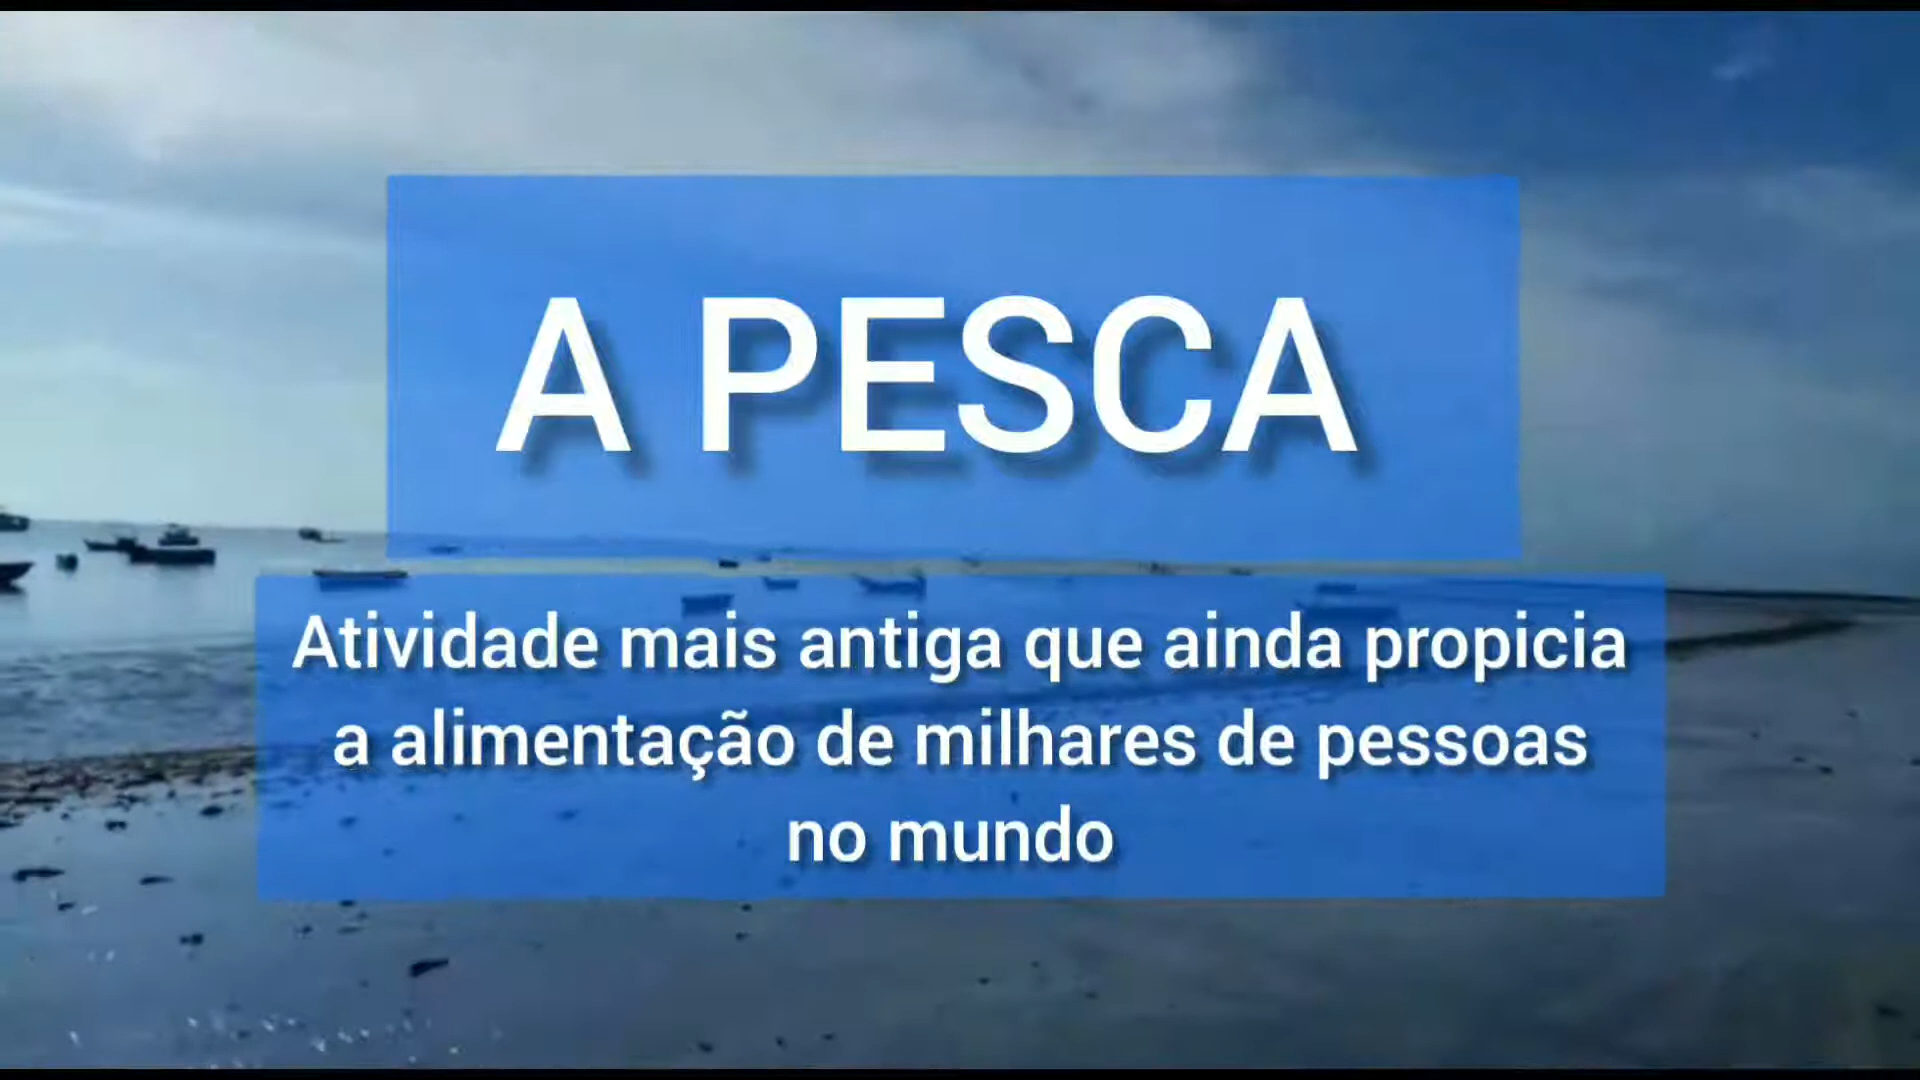 A PESCA
Atividade mais antiga que ainda propicia
a alimentação de milhares de pessoas
no mundo